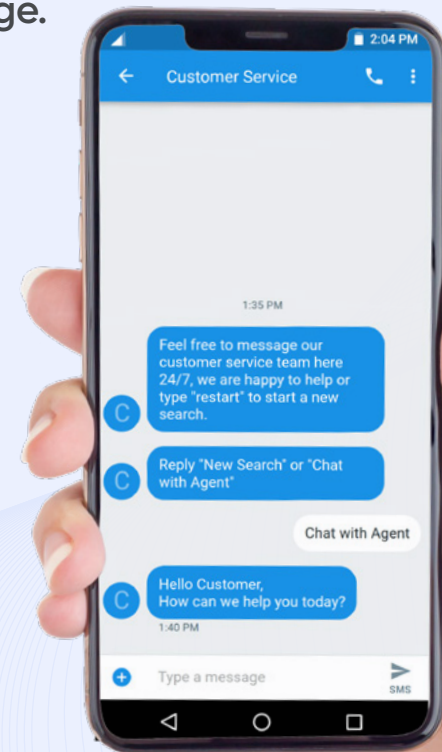 ge.
2:04 PM
Customer Service
1:35 PM
Feel free to message our
customer service team here
24/7, we are happy to help or
type "restart" to start a new
search.
C
Reply "New Search" or "Chat
with Agent"
C
Chat with Agent
Hello Customer,
How can we help you today?
C
1:40 PM
Type a message
SMS